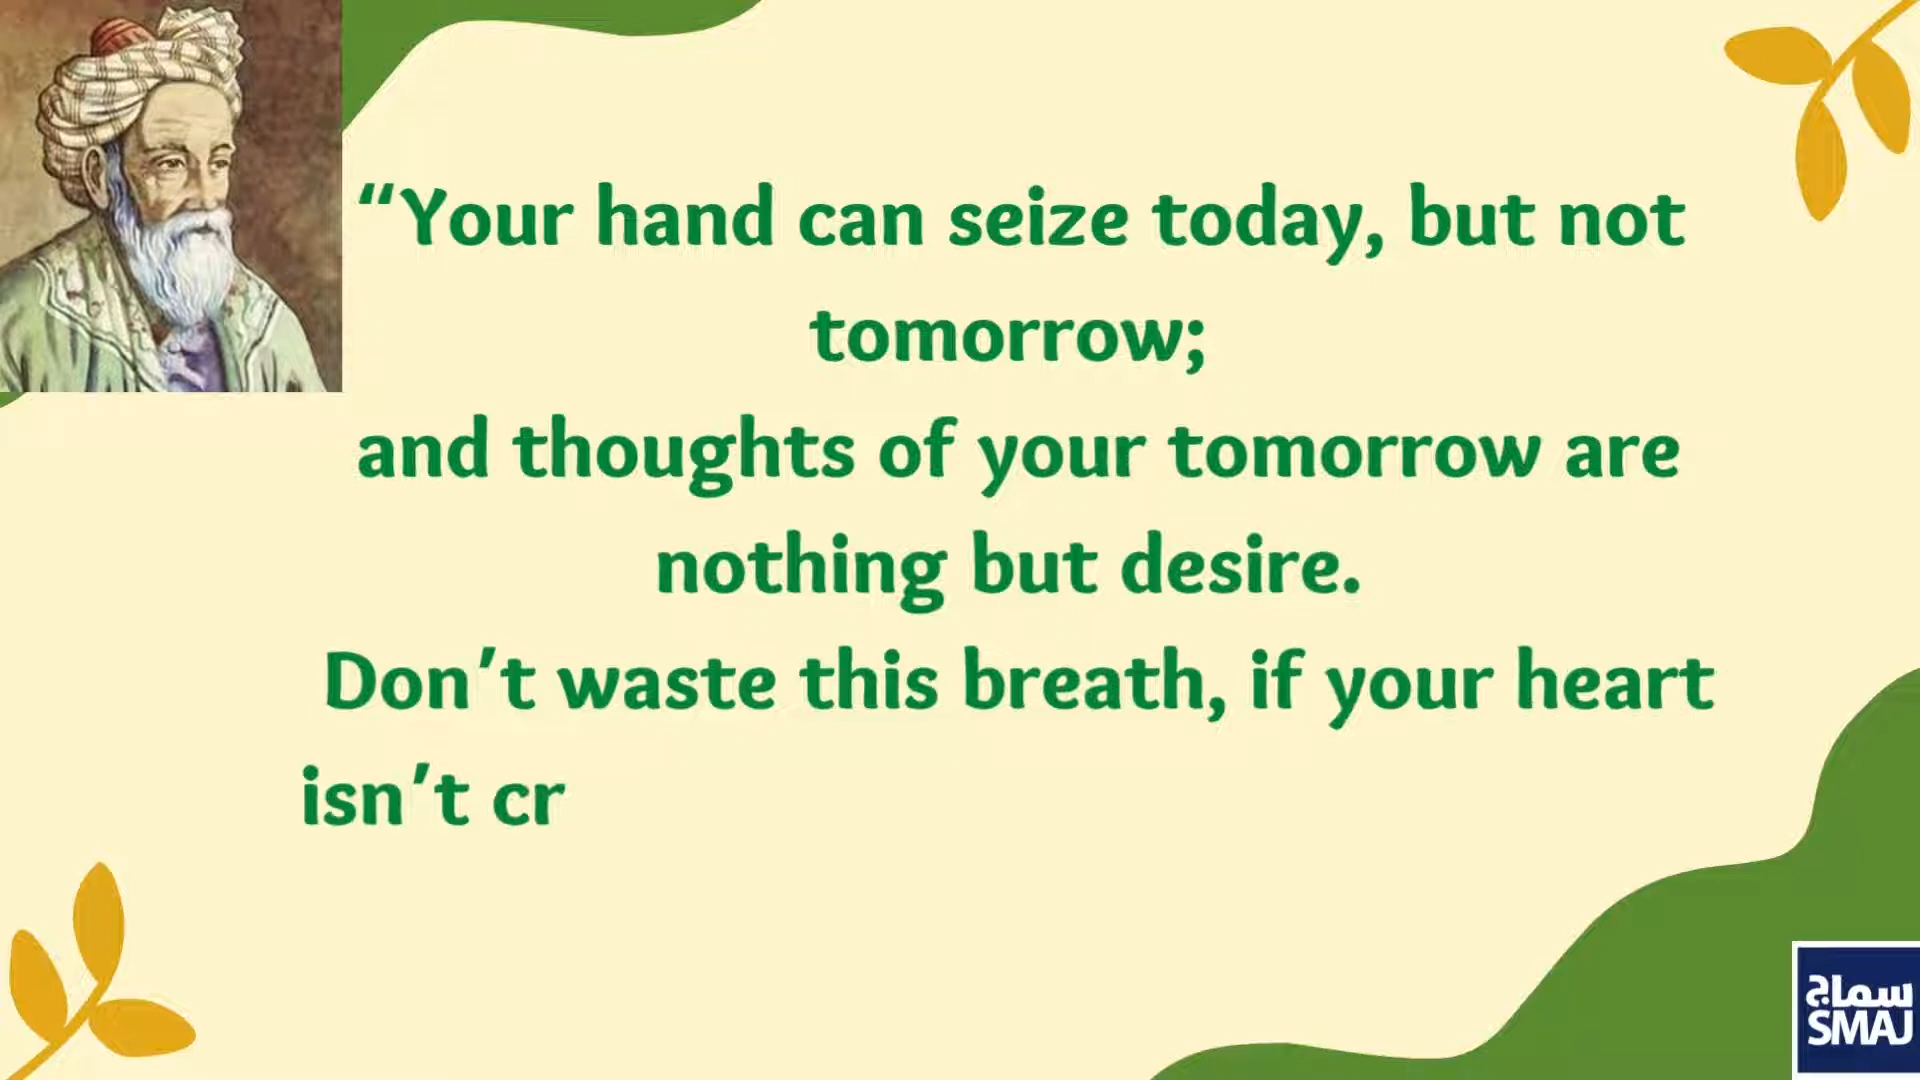 “Your hand can seize today, but not
tomorrow;
and thoughts of your tomorrow are
nothing but desire.
Don't waste this breath, if your heart
isn't cr
سماج
SMAJ